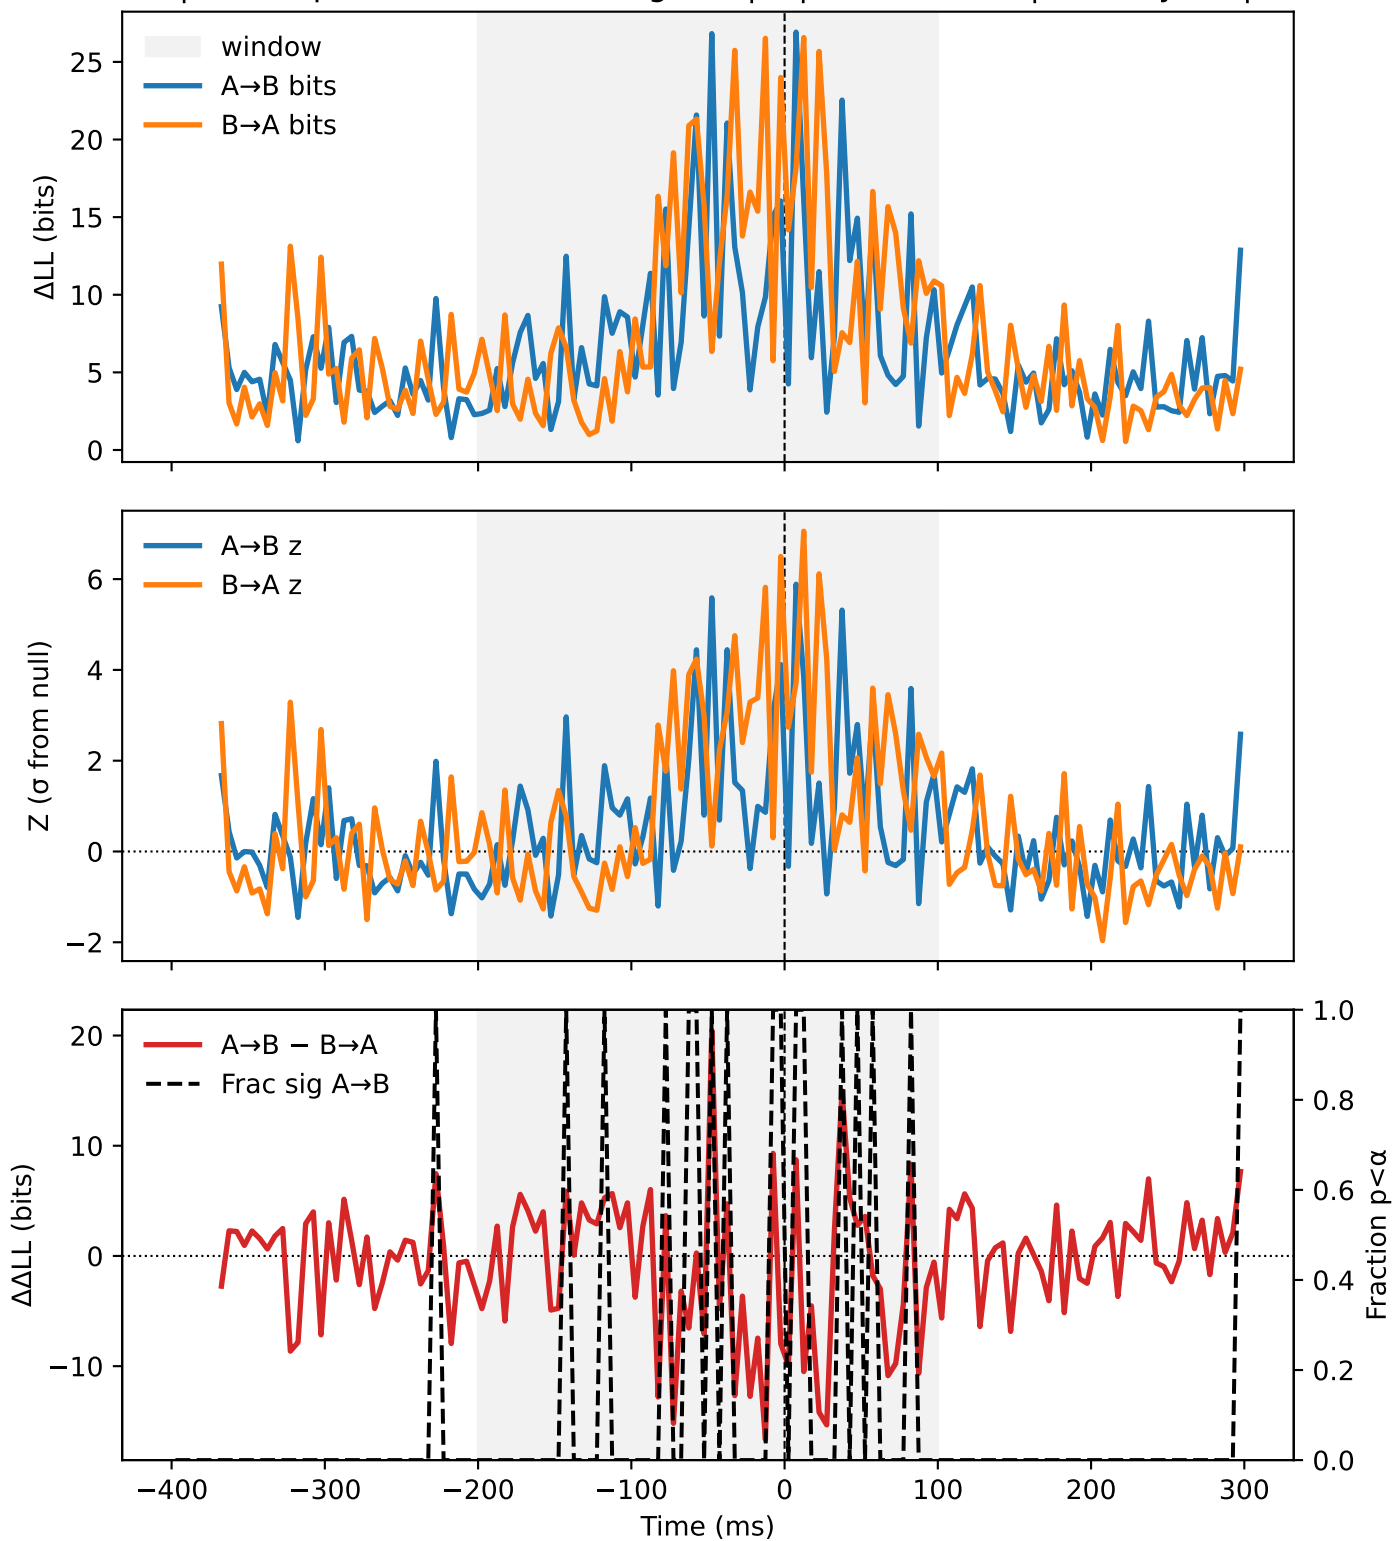 window
A→B bits
B→A bits
ΔLL (bits)
25
20
15
10
5
0
A→B z
B→A z
Z (σ from null)
6
4
2
0
−2
A→B − B→A
Frac sig A→B
ΔΔLL (bits)
20
10
0
−10
1.0
0.8
0.6
0.4
0.2
0.0
Fraction p<α
−400 −300 −200 −100 0 100 200 300
Time (ms)